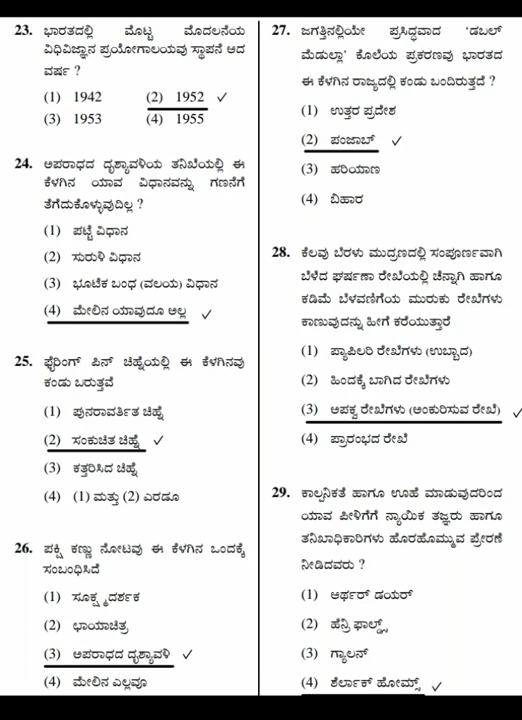 23. ಭಾರತದಲ್ಲಿ ಮೊಟ್ಟ ಮೊದಲನೆಯ
ವಿಧಿವಿಜ್ಞಾನ ಪ್ರಯೋಗಾಲಯವು ಸ್ಥಾಪನೆ ಆದ
ವರ್ಷ ?
(1) 1942 (2) 1952 ✓
(3) 1953 (4) 1955
24. ಅಪರಾಧದ ದೃಶ್ಯಾವಳಿಯ ತನಿಖೆಯಲ್ಲಿ ಈ
ಕೆಳಗಿನ ಯಾವ ವಿಧಾನವನ್ನು ಗಣನೆಗೆ
ತೆಗೆದುಕೊಳ್ಳುವುದಿಲ್ಲ ?
(1) ಪಟ್ಟಿ ವಿಧಾನ
(2) ಸುರುಳಿ ವಿಧಾನ
(3) ಭೂಟಿಕ ಬಂಧ (ವಲಯ) ವಿಧಾನ
(4) ಮೇಲಿನ ಯಾವುದೂ ಅಲ್ಲ ✓
25. ಫೈರಿಂಗ್ ಪಿನ್ ಚಿಹ್ನೆಯಲ್ಲಿ ಈ ಕೆಳಗಿನವು
ಕಂಡು ಬರುತ್ತವೆ
(1) ಪುನರಾವರ್ತಿತ ಚಿಹ್ನೆ
(2) ಸಂಕುಚಿತ ಚಿಹ್ನೆ ✓
(3) ಕತ್ತರಿಸಿದ ಚಿಹ್ನೆ
(4) (1) ಮತ್ತು (2) ಎರಡೂ
26. ಪಕ್ಷಿ ಕಣ್ಣು ನೋಟವು ಈ ಕೆಳಗಿನ ಒಂದಕ್ಕೆ
ಸಂಬಂಧಿಸಿದೆ
(1) ಸೂಕ್ಷ್ಮದರ್ಶಕ
(2) ಛಾಯಾಚಿತ್ರ
(3) ಅಪರಾಧದ ದೃಶ್ಯಾವಳಿ ✓
(4) ಮೇಲಿನ ಎಲ್ಲವೂ
27. ಜಗತ್ತಿನಲ್ಲಿಯೇ ಪ್ರಸಿದ್ಧವಾದ 'ಡಬಲ್
ಮೆಡುಲ್ಲಾ' ಕೊಲೆಯ ಪ್ರಕರಣವು ಭಾರತದ
ಈ ಕೆಳಗಿನ ರಾಜ್ಯದಲ್ಲಿ ಕಂಡು ಬಂದಿರುತ್ತದೆ ?
(1) ಉತ್ತರ ಪ್ರದೇಶ
(2) ಪಂಜಾಬ್ ✓
(3) ಹರಿಯಾಣ
(4) ಬಿಹಾರ
28. ಕೆಲವು ಬೆರಳು ಮುದ್ರಣದಲ್ಲಿ ಸಂಪೂರ್ಣವಾಗಿ
ಬೆಳೆದ ಘರ್ಷಣಾ ರೇಖೆಯಲ್ಲಿ ಚೆನ್ನಾಗಿ ಹಾಗೂ
ಕಡಿಮೆ ಬೆಳವಣಿಗೆಯ ಮುರುಕು ರೇಖೆಗಳು
ಕಾಣುವುದನ್ನು ಹೀಗೆ ಕರೆಯುತ್ತಾರೆ
(1) ಪ್ಯಾಪಿಲರಿ ರೇಖೆಗಳು (ಉಬ್ಬಾದ)
(2) ಹಿಂದಕ್ಕೆ ಬಾಗಿದ ರೇಖೆಗಳು
(3) ಅಪಕ್ವ ರೇಖೆಗಳು (ಅಂಕುರಿಸುವ ರೇಖೆ) ✓
(4) ಪ್ರಾರಂಭದ ರೇಖೆ
29. ಕಾಲ್ಪನಿಕತೆ ಹಾಗೂ ಊಹೆ ಮಾಡುವುದರಿಂದ
ಯಾವ ಪೀಳಿಗೆಗೆ ನ್ಯಾಯಿಕ ತಜ್ಞರು ಹಾಗೂ
ತನಿಖಾಧಿಕಾರಿಗಳು ಹೊರಹೊಮ್ಮುವ ಪ್ರೇರಣೆ
ನೀಡಿದವರು ?
(1) ಆರ್ಥರ್ ಡಯರ್
(2) ಹೆನ್ರಿ ಫಾಲ್ಡ್ಸ್
(3) ಗ್ಯಾಲನ್
(4) ಶೆರ್ಲಾಕ್ ಹೋಮ್ಸ್ ✓